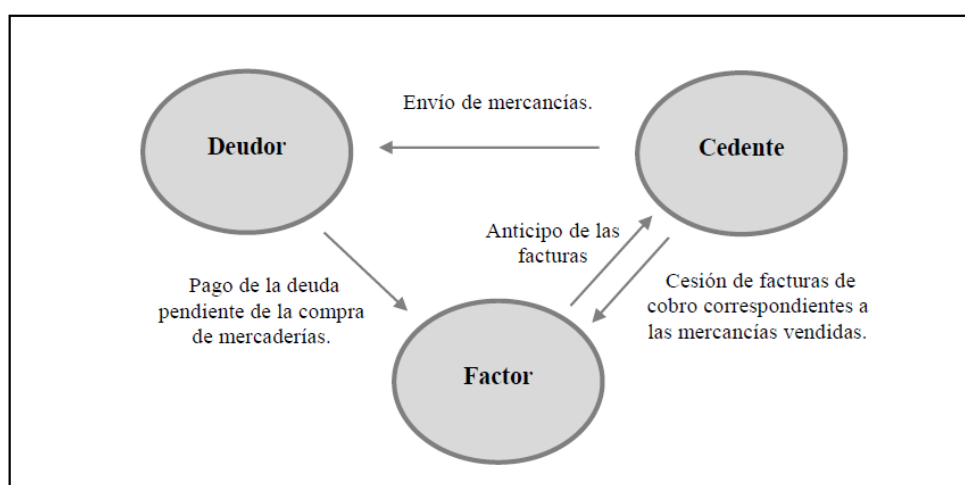 Envío de mercancías.
Deudor
Cedente
Anticipo de las
facturas
Pago de la deuda
pendiente de la compra
de mercaderías.
Cesión de facturas de
cobro correspondientes a
las mercancías vendidas.
Factor